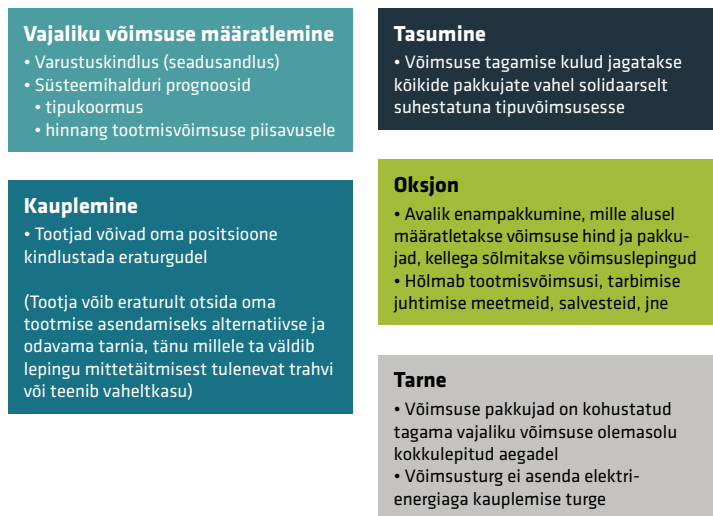 Vajaliku võimsuse määratlemine
• Varustuskindlus (seadusandlus)
• Süsteemihalduri prognoosid
• tipukoormus
• hinnang tootmisvõimsuse piisavusele
Kauplemine
• Tootjad võivad oma positsioone
kindlustada eraturgudel
(Tootja võib eraturult otsida oma
tootmise asendamiseks alternatiivse ja
odavama tarnia, tänu millele ta väldib
lepingu mittetäitmisest tulenevat trahvi
või teenib vaheltkasu)
Tasumine
• Võimsuse tagamise kulud jagatakse
kõikide pakkujate vahel solidaarselt
suhestatuna tipuvõimsusesse
Oksjon
• Avalik enampakkumine, mille alusel
määratletakse võimsuse hind ja pakku-
jad, kellega sõlmitakse võimsuslepingud
• Hõlmab tootmisvõimsusi, tarbimise
juhtimise meetmeid, salvesteid, jne
Tarne
• Võimsuse pakkujad on kohustatud
tagama vajaliku võimsuse olemasolu
kokkulepitud aegadel
• Võimsusturg ei asenda elektri-
energiaga kauplemise turge